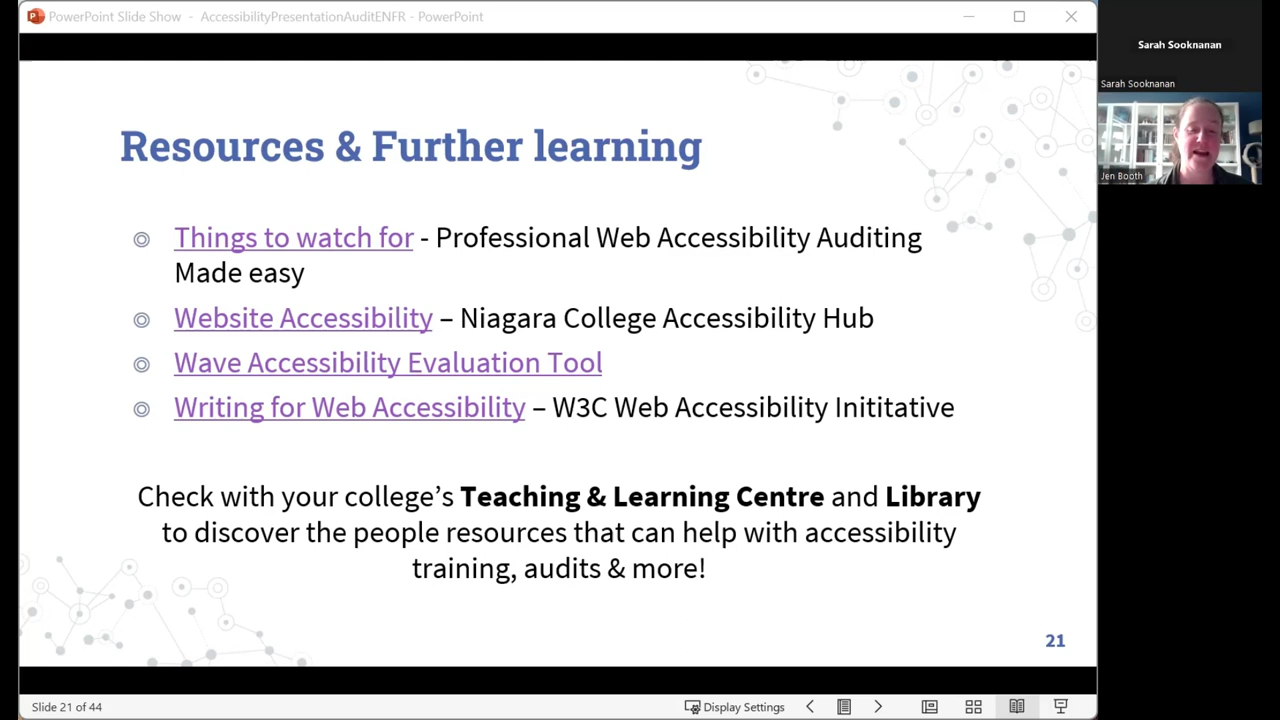 PowerPoint Slide Show - AccessibilityPresentationAuditENFR - PowerPoint
Sarah Sooknanan
Sarah Sooknanan
Jen Booth
Resources & Further learning
Things to watch for - Professional Web Accessibility Auditing
Made easy
Website Accessibility – Niagara College Accessibility Hub
Wave Accessibility Evaluation Tool
Writing for Web Accessibility – W3C Web Accessibility Inititative
Check with your college’s Teaching & Learning Centre and Library
to discover the people resources that can help with accessibility
training, audits & more!
21
Slide 21 of 44
Display Settings